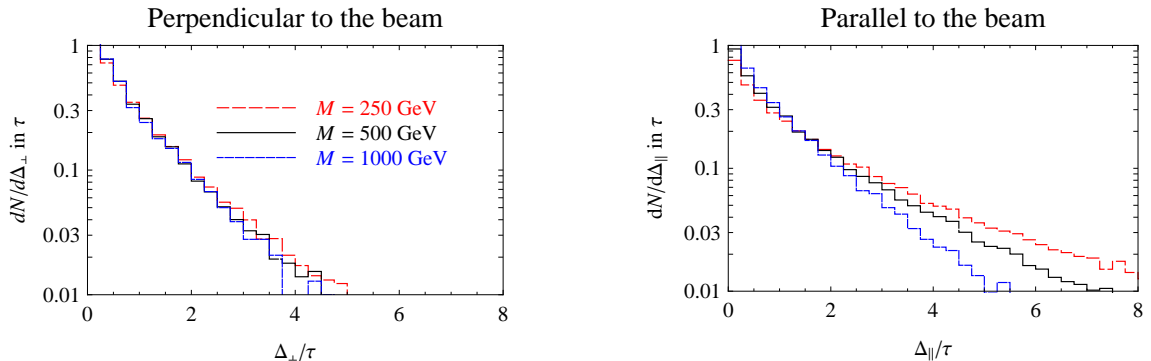 Perpendicular to the beam
1
0.3
0.1
0.03
0.01
dN/dΔ⊥ in τ
M = 250 GeV
M = 500 GeV
M = 1000 GeV
0 2 4 6 8
Δ⊥/τ
Parallel to the beam
1
0.3
0.1
0.03
0.01
dN/dΔ∥ in τ
0 2 4 6 8
Δ∥/τ